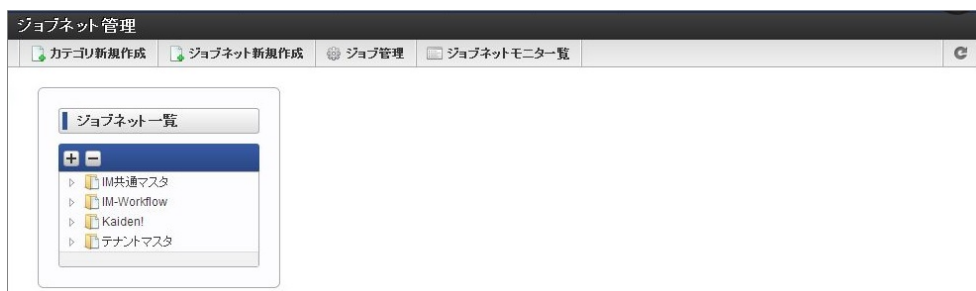 ジョブネット管理
カテゴリ新規作成 ジョブネット新規作成 ジョブ管理 ジョブネットモニター覧
ジョブネット一覧
IM共通マスタ
IM-Workflow
Kaiden!
テナントマスタ